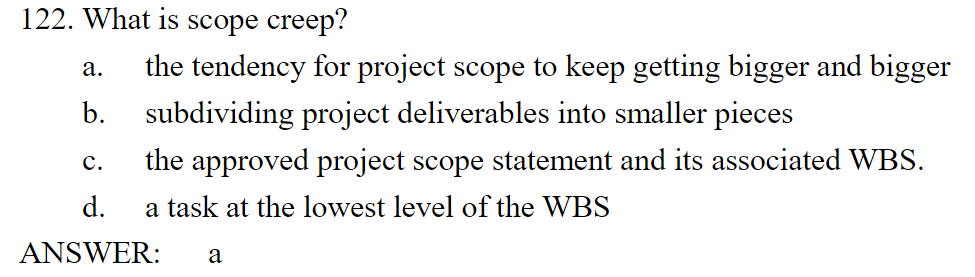 122. What is scope creep?
a. the tendency for project scope to keep getting bigger and bigger
b. subdividing project deliverables into smaller pieces
c. the approved project scope statement and its associated WBS.
d. a task at the lowest level of the WBS
ANSWER: a